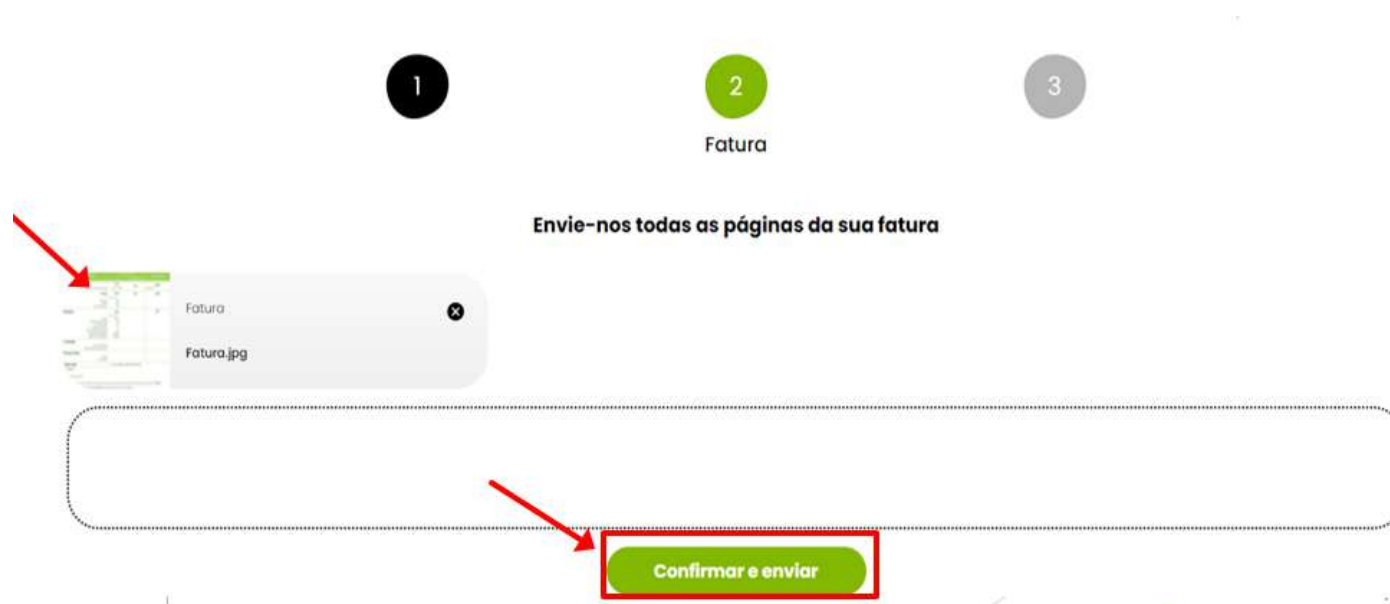 1
2
3
Fatura
Envie-nos todas as páginas da sua fatura
Fatura
Fatura.jpg
Confirmar e enviar